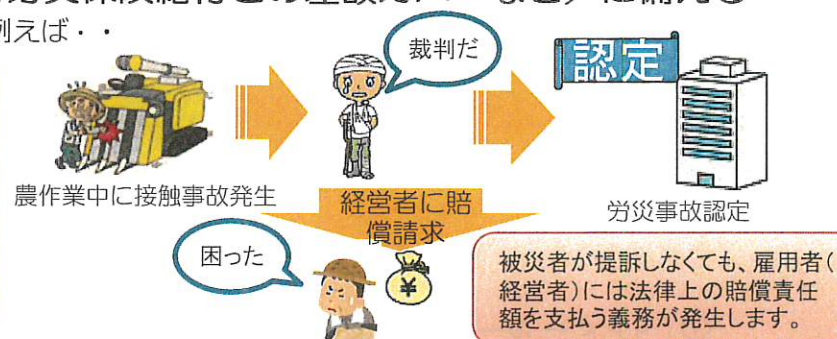 例えば・・
裁判だ
認定
農作業中に接触事故発生
経営者に賠
償請求
労災事故認定
困った
¥
被災者が提訴しなくても、雇用者(
経営者)には法律上の賠償責任
額を支払う義務が発生します。